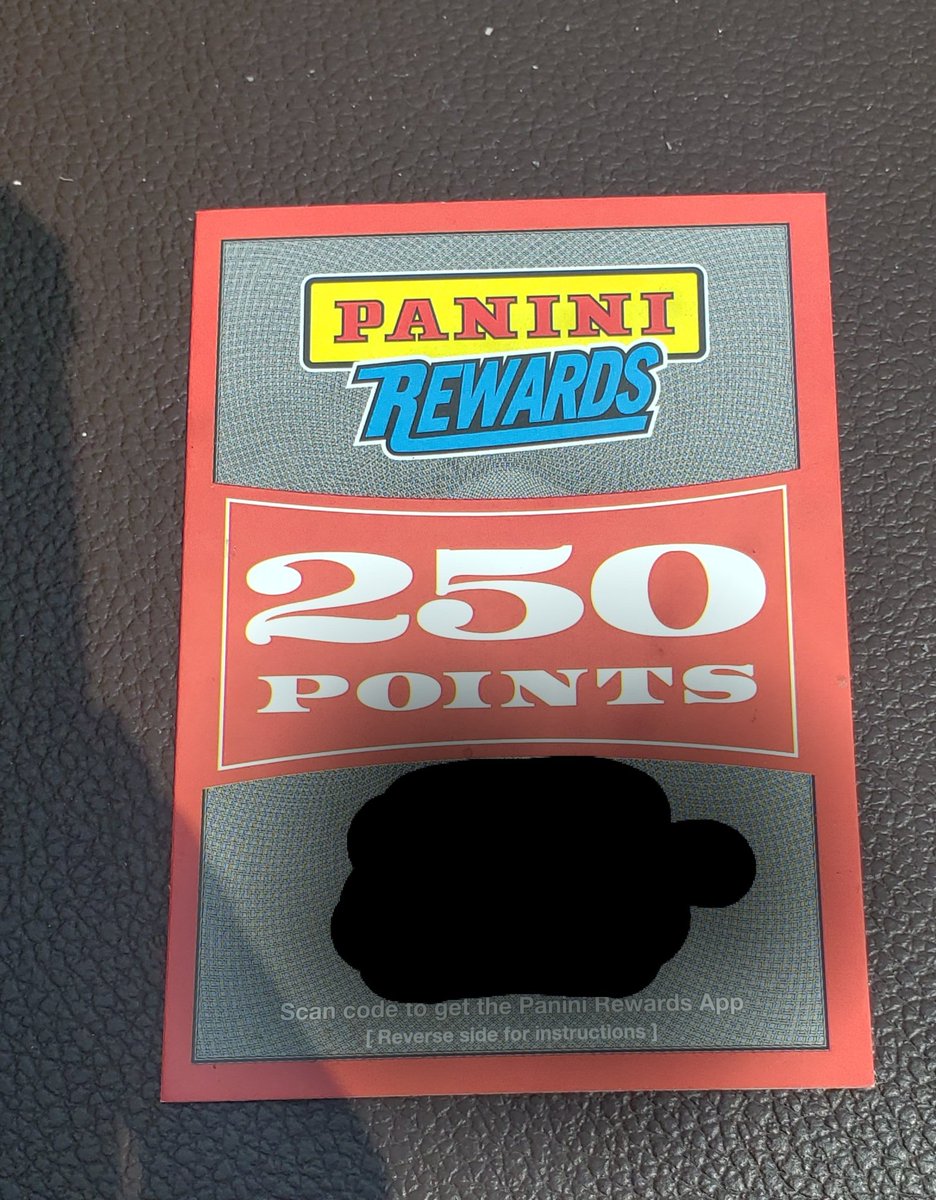 PANINI
REWARDS
250
POINTS
Scan code to get the Panini Rewards App
[ Reverse side for instructions ]